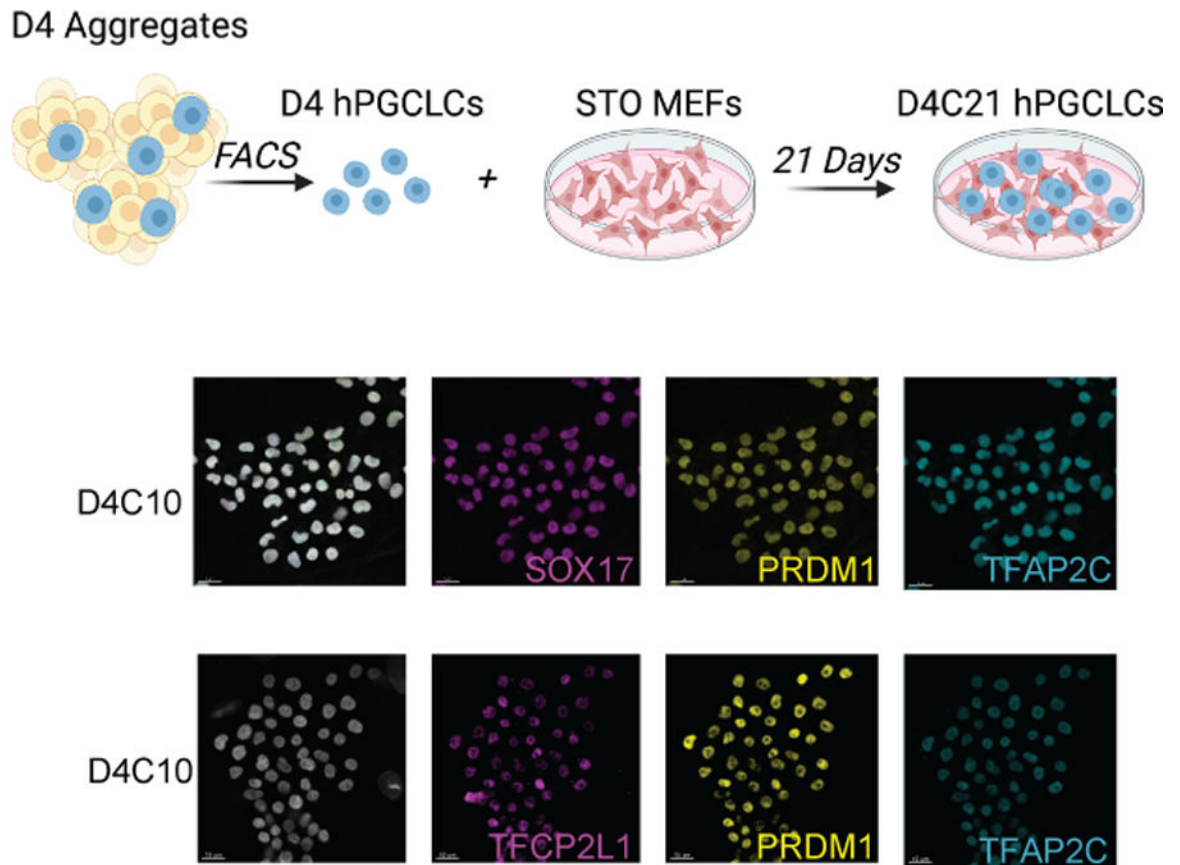 D4 Aggregates
FACS
D4 hPGCLCs
+
STO MEFs
21 Days
D4C21 hPGCLCs
D4C10
SOX17
PRDM1
TFAP2C
D4C10
TFCP2L1
PRDM1
TFAP2C